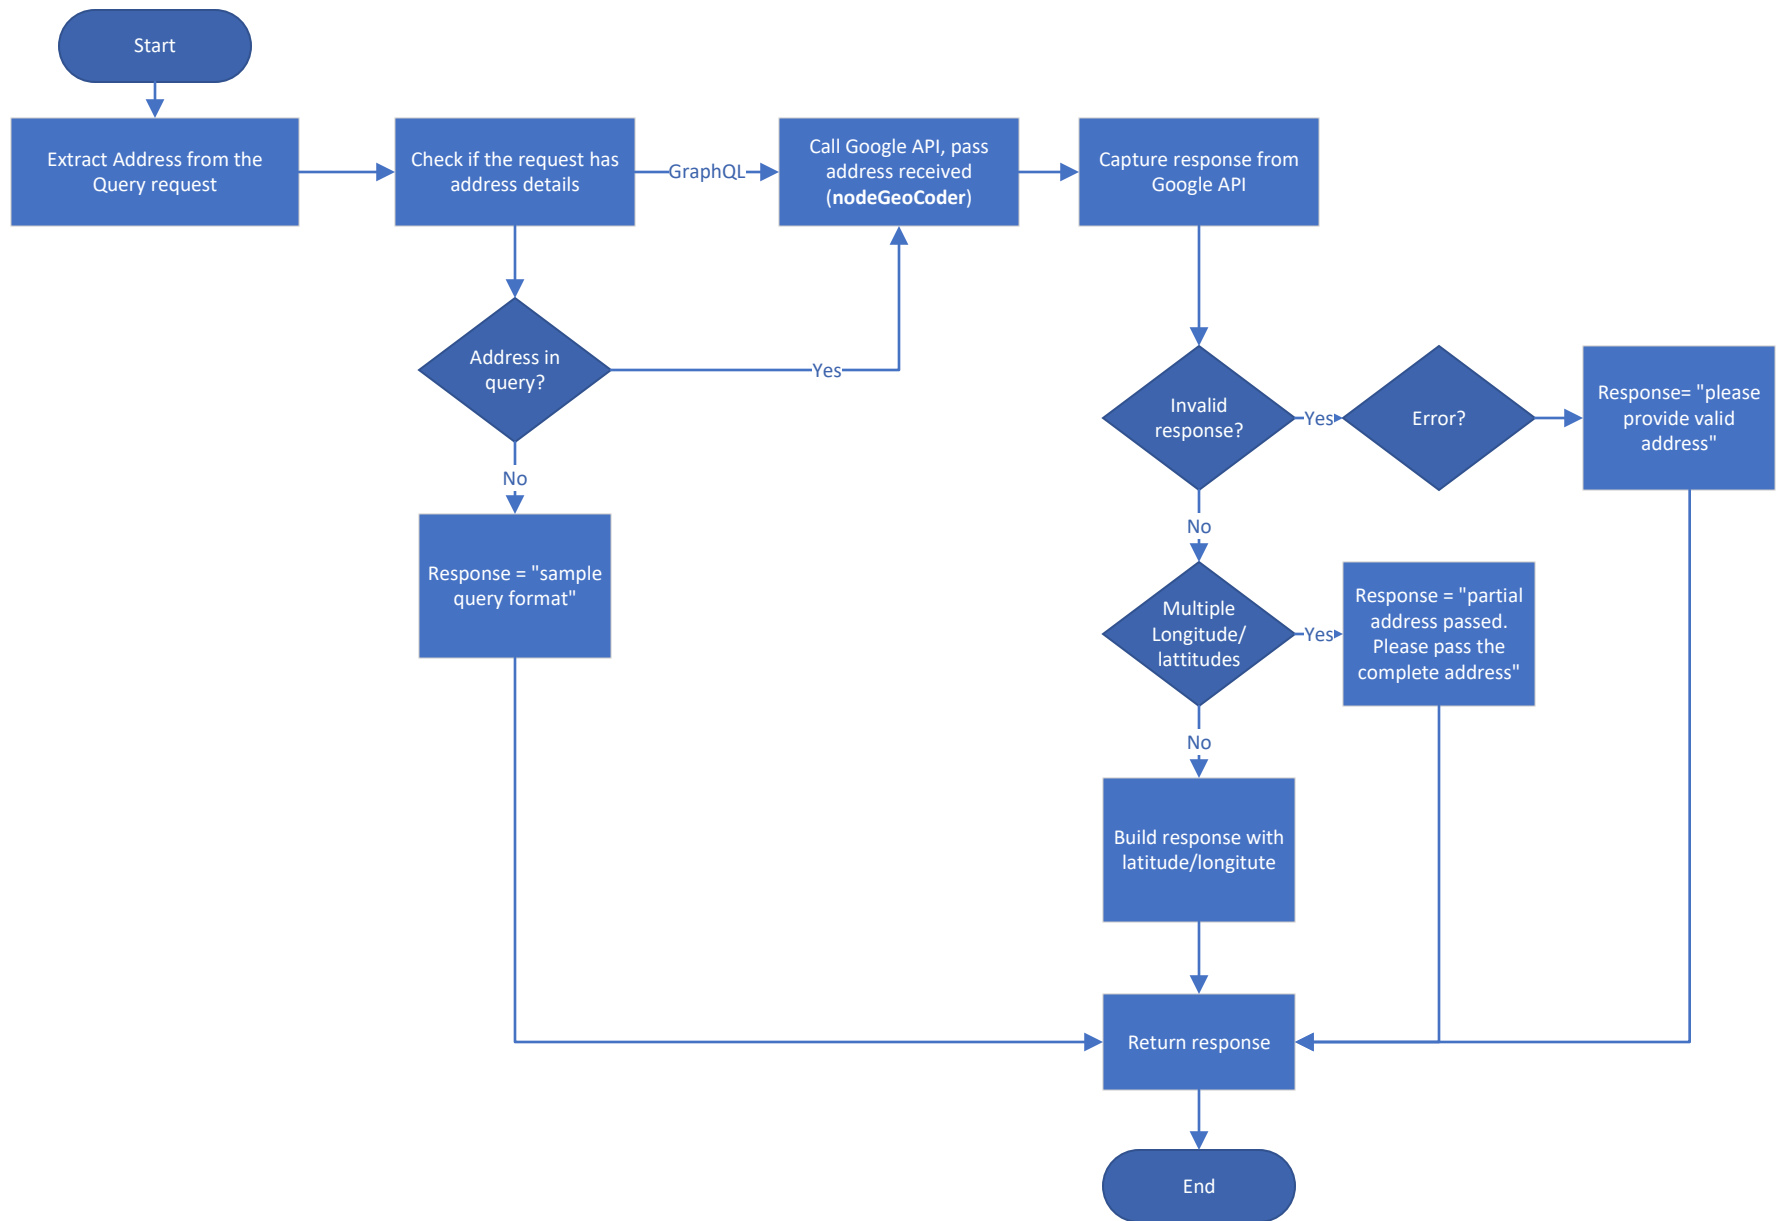 Start
Extract Address from the
Query request
Check if the request has
address details
GraphQL
Call Google API, pass
address received
(nodeGeoCoder)
Capture response from
Google API
Address in
query?
Yes
No
Response = "sample
query format"
Invalid
response?
Yes
Error?
Response= "please
provide valid
address"
No
Multiple
Longitude/
lattitudes
Yes
Response = "partial
address passed.
Please pass the
complete address"
No
Build response with
latitude/longitute
Return response
End